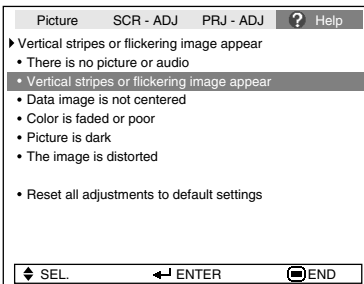 Picture SCR - ADJ PRJ - ADJ ? Help
Vertical stripes or flickering image appear
• There is no picture or audio
• Vertical stripes or flickering image appear
• Data image is not centered
• Color is faded or poor
• Picture is dark
• The image is distorted
• Reset all adjustments to default settings
SEL. ENTER END